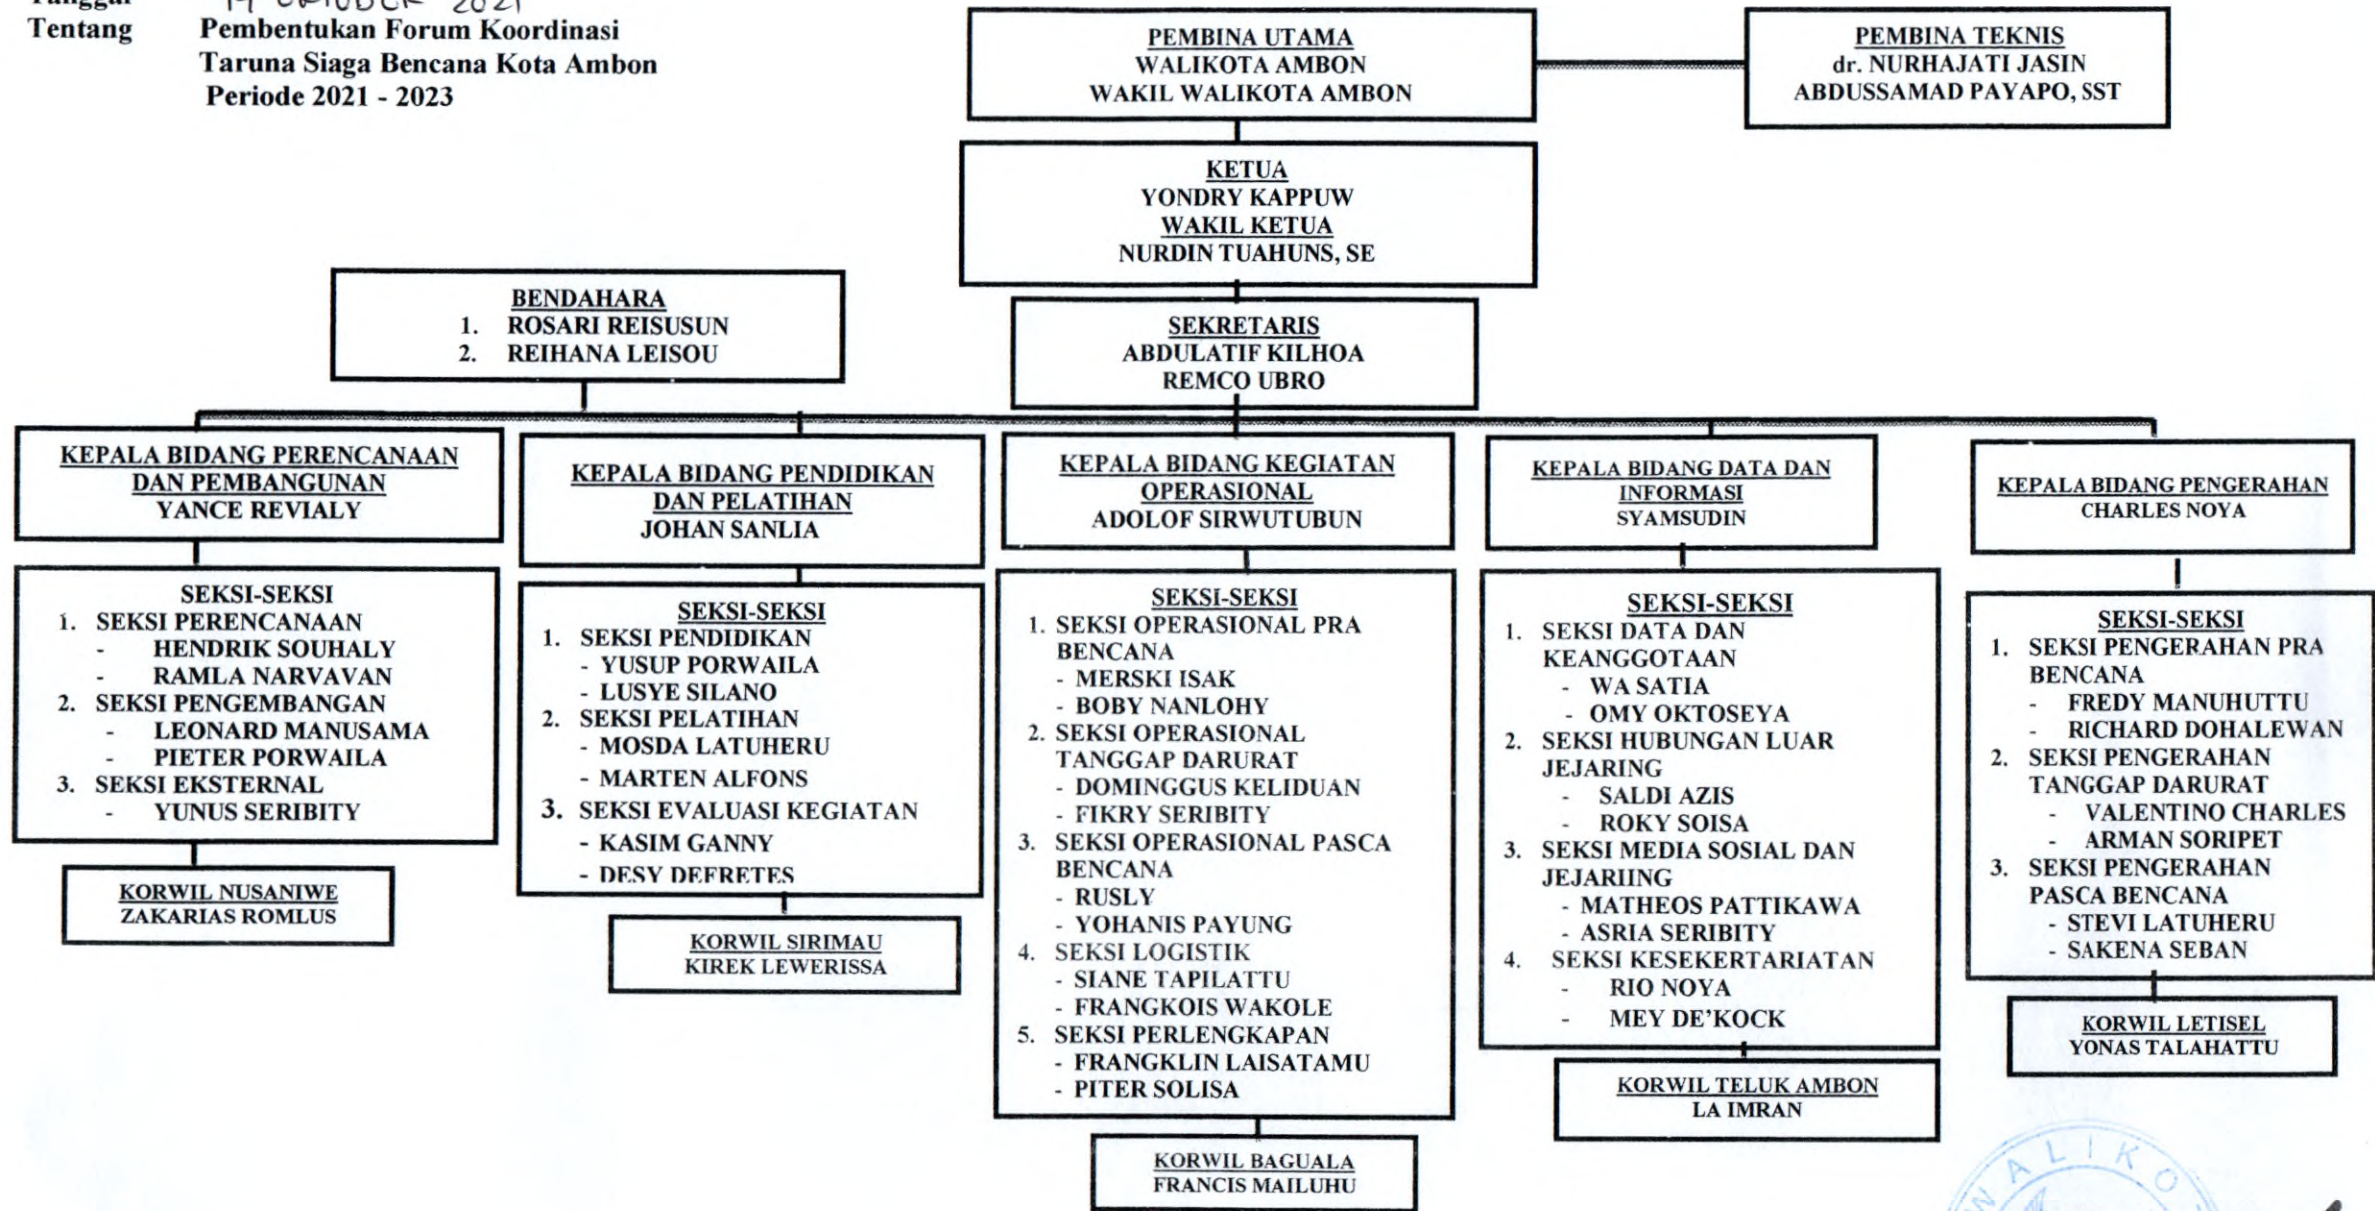 Tanggal OKTOBER 2021
Tentang Pembentukan Forum Koordinasi
Taruna Siaga Bencana Kota Ambon
Periode 2021 - 2023
PEMBINA UTAMA
WALIKOTA AMBON
WAKIL WALIKOTA AMBON
PEMBINA TEKNIS
dr. NURHAJATI JASIN
ABDUSSAMAD PAYAPO, SST
KETUA
YONDRY KAPPUW
WAKIL KETUA
NURDIN TUAHUNS, SE
BENDAHARA
1. ROSARI REISUSUN
2. REIHANA LEISOU
SEKRETARIS
ABDULATIF KILHOA
REMCO UBRO
KEPALA BIDANG PERENCANAAN
DAN PEMBANGUNAN
YANCE REVIALY
SEKSI-SEKSI
1. SEKSI PERENCANAAN
- HENDRIK SOUHALY
- RAMLA NARVAVAN
2. SEKSI PENGEMBANGAN
- LEONARD MANUSAMA
- PIETER PORWAILA
3. SEKSI EKSTERNAL
- YUNUS SERIBITY
KORWIL NUSANIWE
ZAKARIAS ROMLUS
KEPALA BIDANG PENDIDIKAN
DAN PELATIHAN
JOHAN SANLIA
SEKSI-SEKSI
1. SEKSI PENDIDIKAN
- YUSUP PORWAILA
- LUSYE SILANO
2. SEKSI PELATIHAN
- MOSDA LATUHERU
- MARTEN ALFONS
3. SEKSI EVALUASI KEGIATAN
- KASIM GANNY
- DESY DEFRETES
KORWIL SIRIMAU
KIREK LEWERISSA
KEPALA BIDANG KEGIATAN
OPERASIONAL
ADOLOF SIRWUTUBUN
SEKSI-SEKSI
1. SEKSI OPERASIONAL PRA
BENCANA
- MERSKI ISAK
- BOBY NANLOHY
2. SEKSI OPERASIONAL
TANGGAP DARURAT
- DOMINGGUS KELIDUAN
- FIKRY SERIBITY
3. SEKSI OPERASIONAL PASCA
BENCANA
- RUSLY
- YOHANIS PAYUNG
4. SEKSI LOGISTIK
- SIANE TAPILATTU
- FRANGKOIS WAKOLE
5. SEKSI PERLENGKAPAN
- FRANGKLIN LAISATAMU
- PITER SOLISA
KORWIL BAGUALA
FRANCIS MAILUHU
KEPALA BIDANG DATA DAN
INFORMASI
SYAMSUDIN
SEKSI-SEKSI
1. SEKSI DATA DAN
KEANGGOTAAN
- WA SATIA
- OMY OKTOSEYA
2. SEKSI HUBUNGAN LUAR
JEJARING
- SALDI AZIS
- ROKY SOISA
3. SEKSI MEDIA SOSIAL DAN
JEJARIING
- MATHEOS PATTIKAWA
- ASRIA SERIBITY
4. SEKSI KESEKERTARIATAN
- RIO NOYA
- MEY DE'KOCK
KORWIL TELUK AMBON
LA IMRAN
KEPALA BIDANG PENGERAHAN
CHARLES NOYA
SEKSI-SEKSI
1. SEKSI PENGERAHAN PRA
BENCANA
- FREDY MANUHUTTU
- RICHARD DOHALEWAN
2. SEKSI PENGERAHAN
TANGGAP DARURAT
- VALENTINO CHARLES
- ARMAN SORIPET
3. SEKSI PENGERAHAN
PASCA BENCANA
- STEVI LATUHERU
- SAKENA SEBAN
KORWIL LETISEL
YONAS TALAHATTU
WALIKO